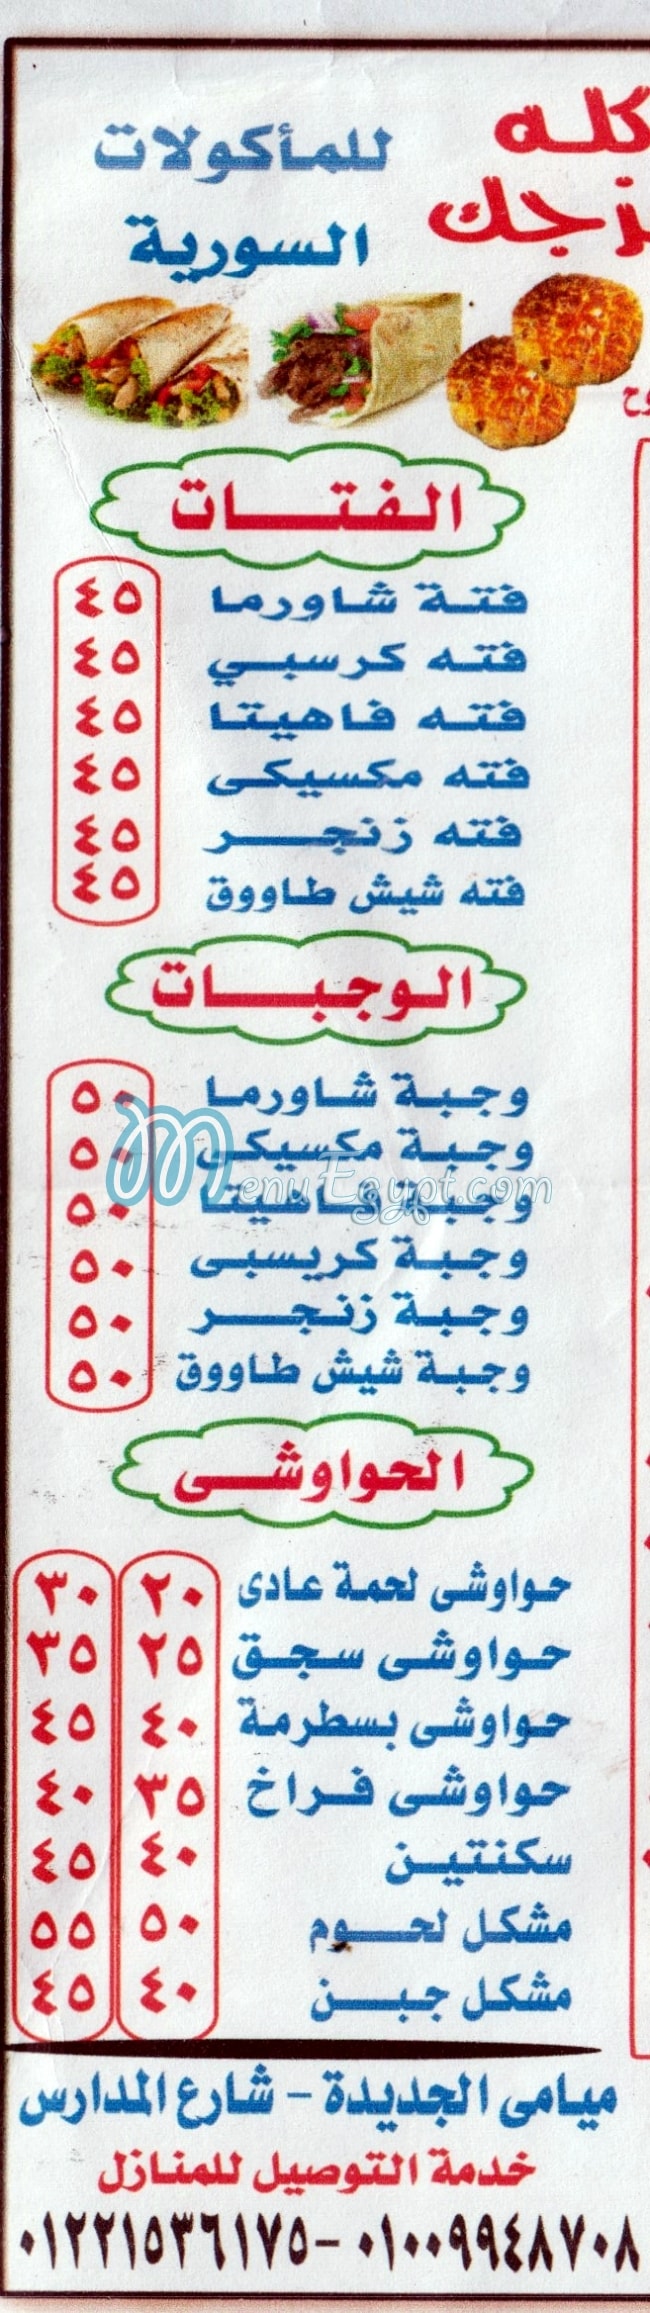 كله
للمأكولات
السورية
الفتات
فتة شاورما ٤٥
فته كرسبي ٤٥
فته فاهيتا ٤٥
فته مكسيكى ٤٥
فته زنجر ٤٥
فته شيش طاووق ٤٥
الوجبات
وجبة شاورما ٥٠
وجبة مكسيكى ٥٠
MenuEgypt.com
وجبة فاهيتا ٥٠
وجبة كريسبى ٥٠
وجبة زنجر ٥٠
وجبة شيش طاووق ٥٠
الحواوشى
حواوشى لحمة عادى ٢٠ ٣٠
حواوشى سجق ٢٥ ٣٥
حواوشى بسطرمة ٤٠ ٤٥
حواوشى فراخ ٣٥ ٤٠
سكنتين ٤٠ ٤٥
مشكل لحوم ٥٠ ٥٥
مشكل جبن ٤٠ ٤٥
ميامى الجديدة - شارع المدارس
خدمة التوصيل للمنازل
٠١٢٢١٥٣٦١٧٥ - ٠١٠٠٩٩٤٨٧٠٨